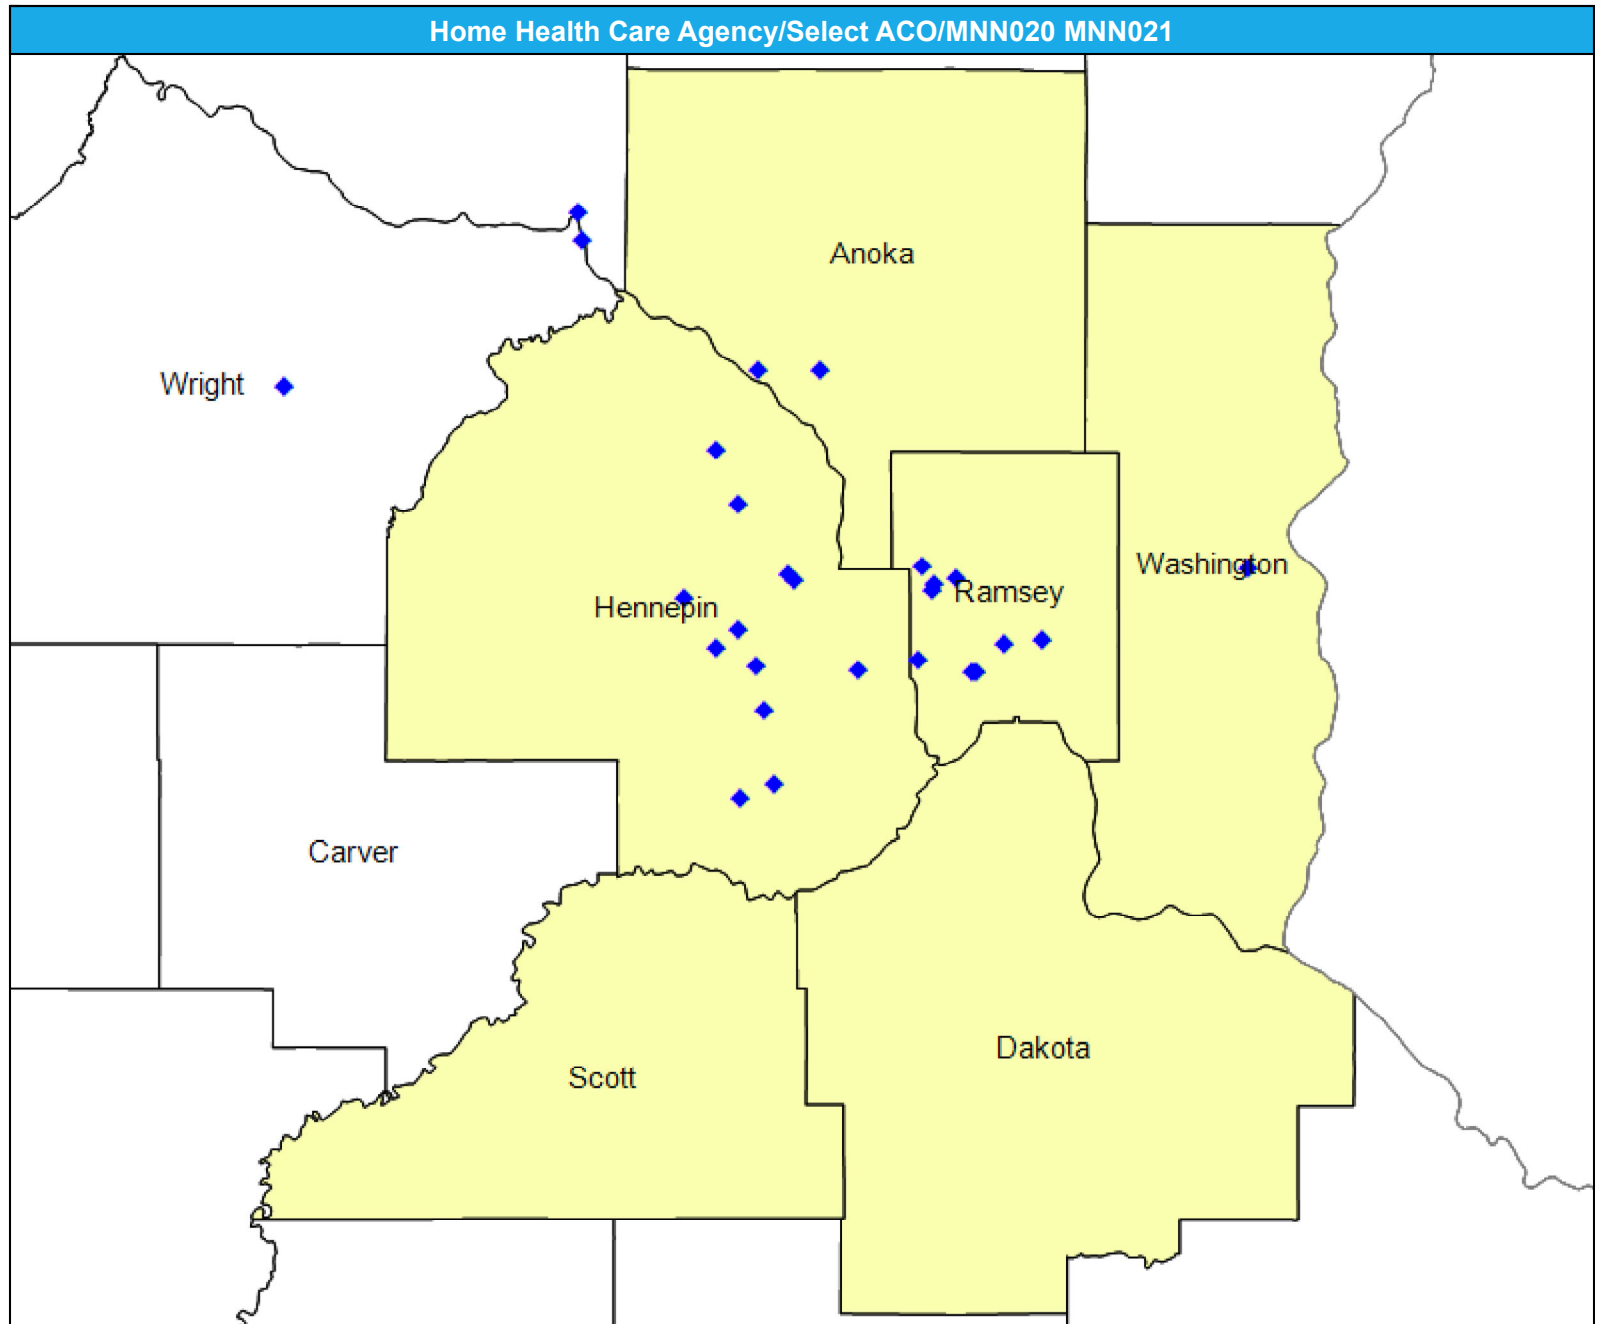 Home Health Care Agency/Select ACO/MNN020 MNN021
Anoka
Wright
Washington
Ramsey
Hennepin
Carver
Dakota
Scott